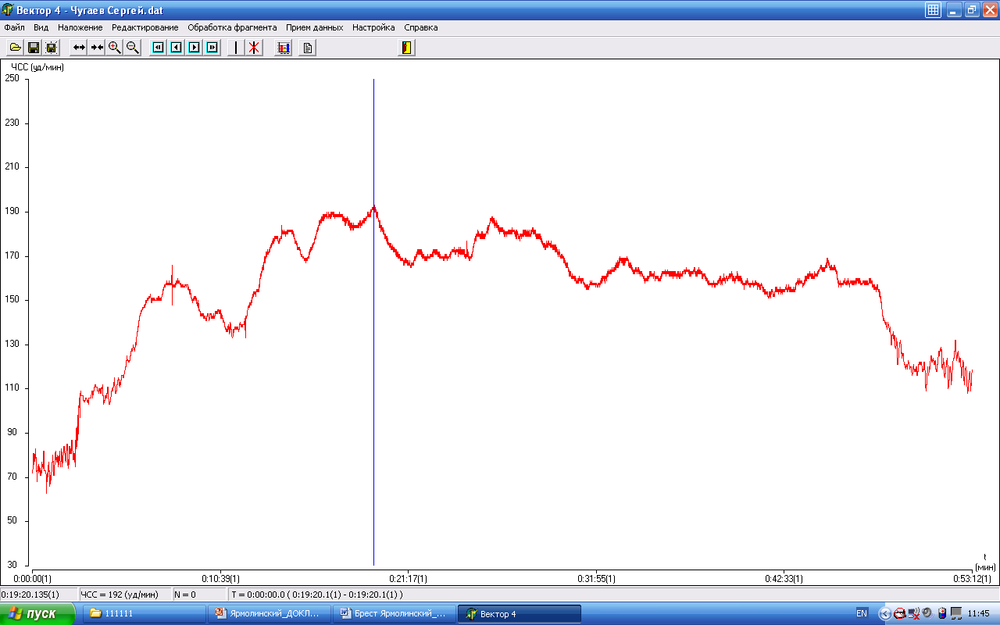 Вектор 4 - Чугаев Сергей.dat
Файл Вид Наложение Редактирование Обработка фрагмента Прием данных Настройка Справка
ЧСС (уд/мин)
250
230
210
190
170
150
130
110
90
70
50
30
t
(мин)
0:00:00(1) 0:10:39(1) 0:21:17(1) 0:31:55(1) 0:42:33(1) 0:53:12(1)
0:19:20.135(1) ЧСС = 192 (уд/мин) N = 0 T = 0:00:00.0 ( 0:19:20.1(1) - 0:19:20.1(1) )
пуск 111111 Ярмолинский_ДОКЛ... Брест Ярмолинский_... Вектор 4 EN 11:45